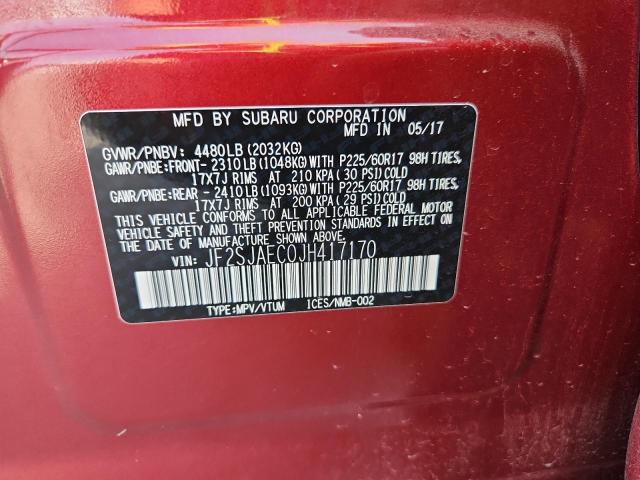 MFD BY SUBARU CORPORATION
MFD IN 05/17
GVWR/PNBV: 4480LB (2032KG)
GAWR/PNBE:FRONT- 2310LB (1048KG) WITH P225/60R17 98H TIRES,
17X7J RIMS AT 210 KPA (30 PSI) COLD
GAWR/PNBE:REAR - 2410LB (1093KG) WITH P225/60R17 98H TIRES,
17X7J RIMS AT 200 KPA (29 PSI) COLD
THIS VEHICLE CONFORMS TO ALL APPLICABLE FEDERAL MOTOR
VEHICLE SAFETY AND THEFT PREVENTION STANDARDS IN EFFECT ON
THE DATE OF MANUFACTURE SHOWN ABOVE.
VIN: JF2SJAEC0JH417170
TYPE:MPV/VTUM ICES/NMB-002